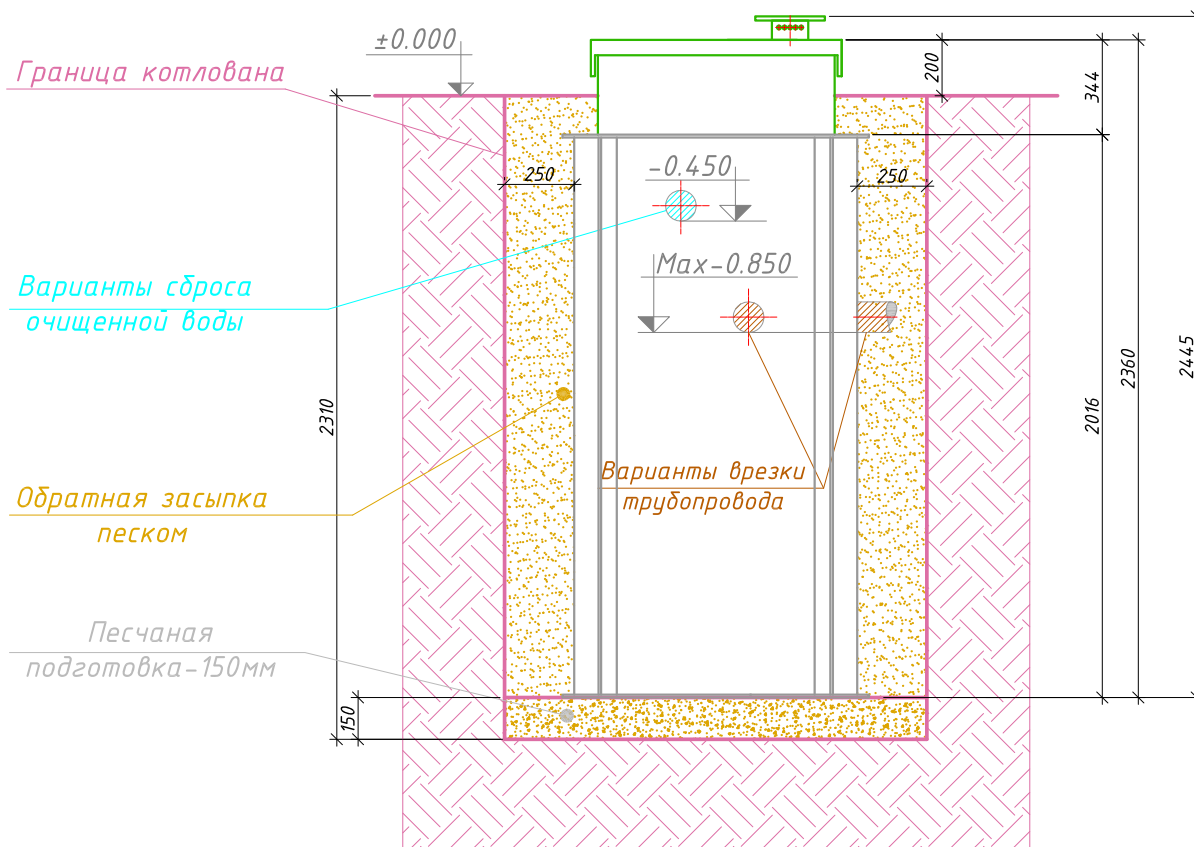 ±0.000
Граница котлована
200
344
250
-0.450
250
Max-0.850
Варианты сброса
очищенной воды
2445
2360
2310
2016
Варианты врезки
трубопровода
Обратная засыпка
песком
Песчаная
подготовка-150мм
150